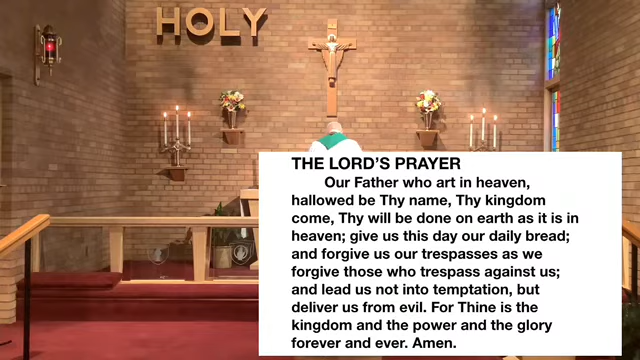 HOLY
THE LORD'S PRAYER
Our Father who art in heaven,
hallowed be Thy name, Thy kingdom
come, Thy will be done on earth as it is in
heaven; give us this day our daily bread;
and forgive us our trespasses as we
forgive those who trespass against us;
and lead us not into temptation, but
deliver us from evil. For Thine is the
kingdom and the power and the glory
forever and ever. Amen.